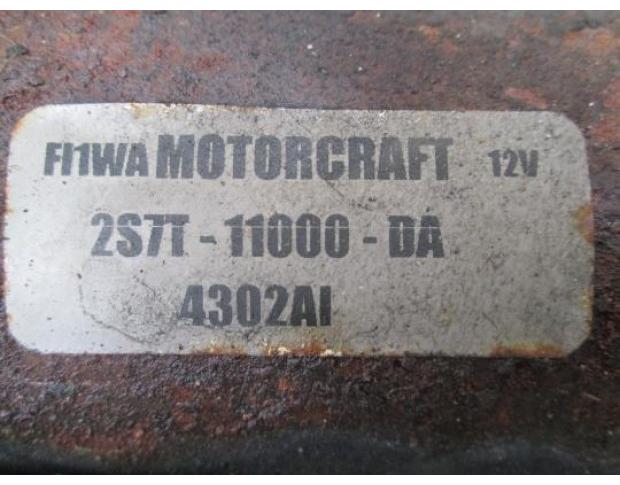 FI1WA MOTORCRAFT 12V
2S7T - 11000 - DA
4302AI